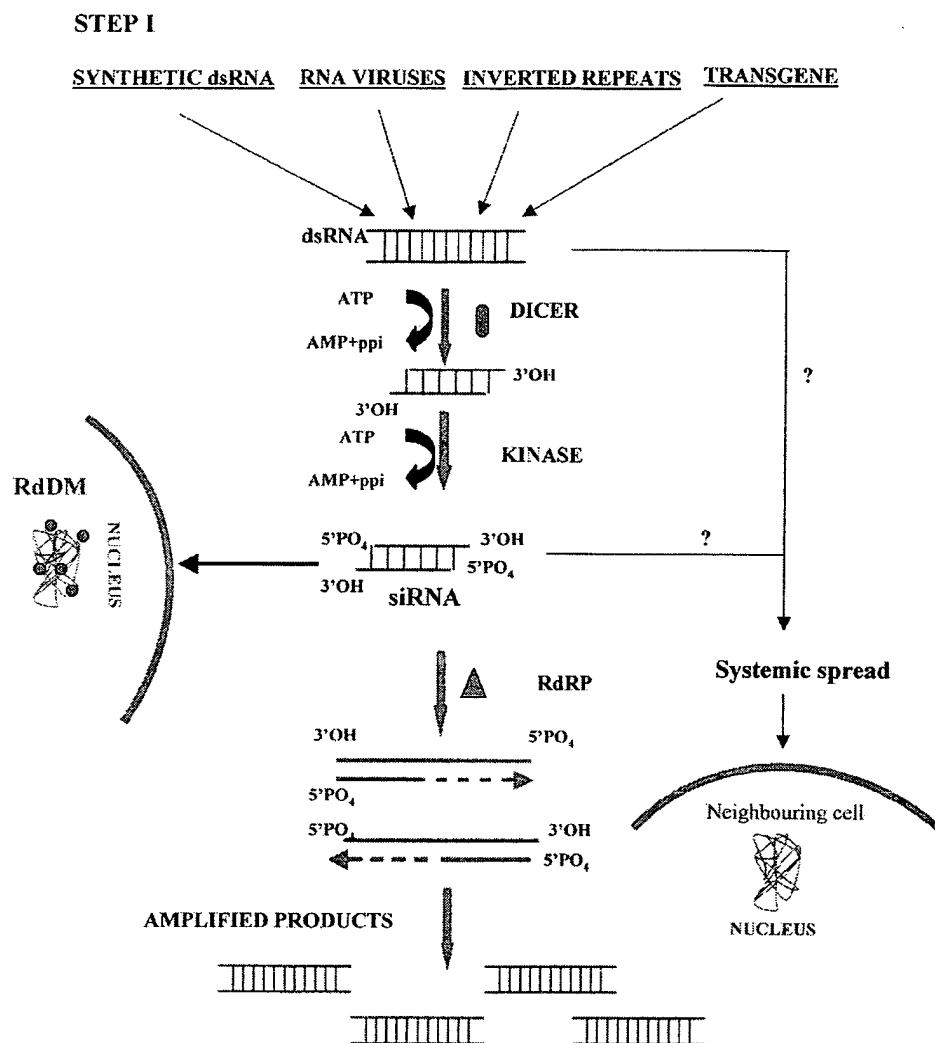 STEP I
SYNTHETIC dsRNA RNA VIRUSES INVERTED REPEATS TRANSGENE
dsRNA
ATP
DICER
AMP+ppi
3'OH
?
3'OH
ATP
KINASE
AMP+ppi
RdDM
NUCLEUS
5'PO4
3'OH
?
3'OH
5'PO4
siRNA
RdRP
Systemic spread
3'OH
5'PO4
5'PO4
5'PO4
3'OH
5'PO4
Neighbouring cell
NUCLEUS
AMPLIFIED PRODUCTS